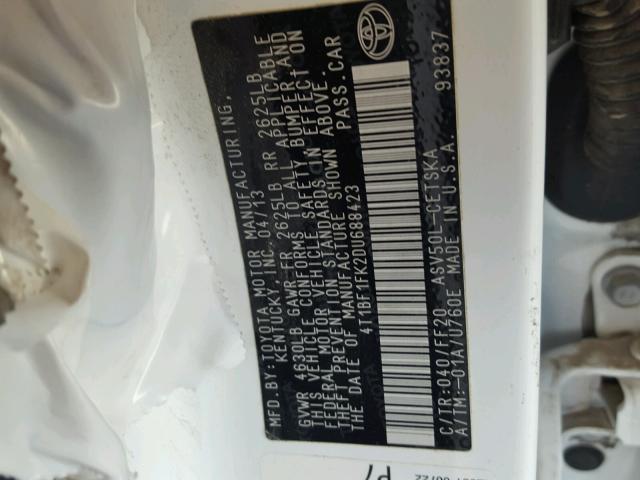 MFD.BY:TOYOTA MOTOR MANUFACTURING,
KENTUCKY, INC. 04/13
GVWR 4630LB GAWR-FR 2625LB RR 2625LB
THIS VEHICLE CONFORMS TO ALL APPLICABLE
FEDERAL MOTOR VEHICLE SAFETY, BUMPER, AND
THEFT PREVENTION STANDARDS IN EFFECT ON
THE DATE OF MANUFACTURE SHOWN ABOVE.
4T1BF1FK2DU688423 PASS.CAR
C/TR:040/FF20 ASV50L-CETSKA 93837
A/TM:-01A/U760E MADE IN U.S.A.
P7